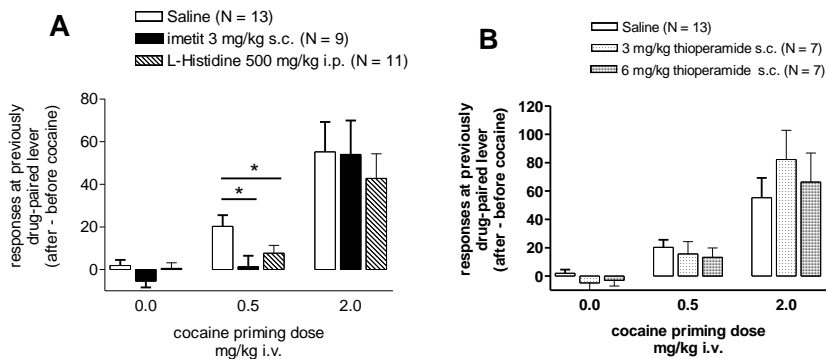 A
Saline (N = 13)
imetit 3 mg/kg s.c. (N = 9)
L-Histidine 500 mg/kg i.p. (N = 11)
responses at previously
drug-paired lever
(after - before cocaine)
80
60
40
20
0
*
*
0.0
0.5
2.0
cocaine priming dose
mg/kg i.v.
B
Saline (N = 13)
3 mg/kg thioperamide s.c. (N = 7)
6 mg/kg thioperamide s.c. (N = 7)
responses at previously
drug-paired lever
(after - before cocaine)
120
100
80
60
40
20
0
0.0
0.5
2.0
cocaine priming dose
mg/kg i.v.